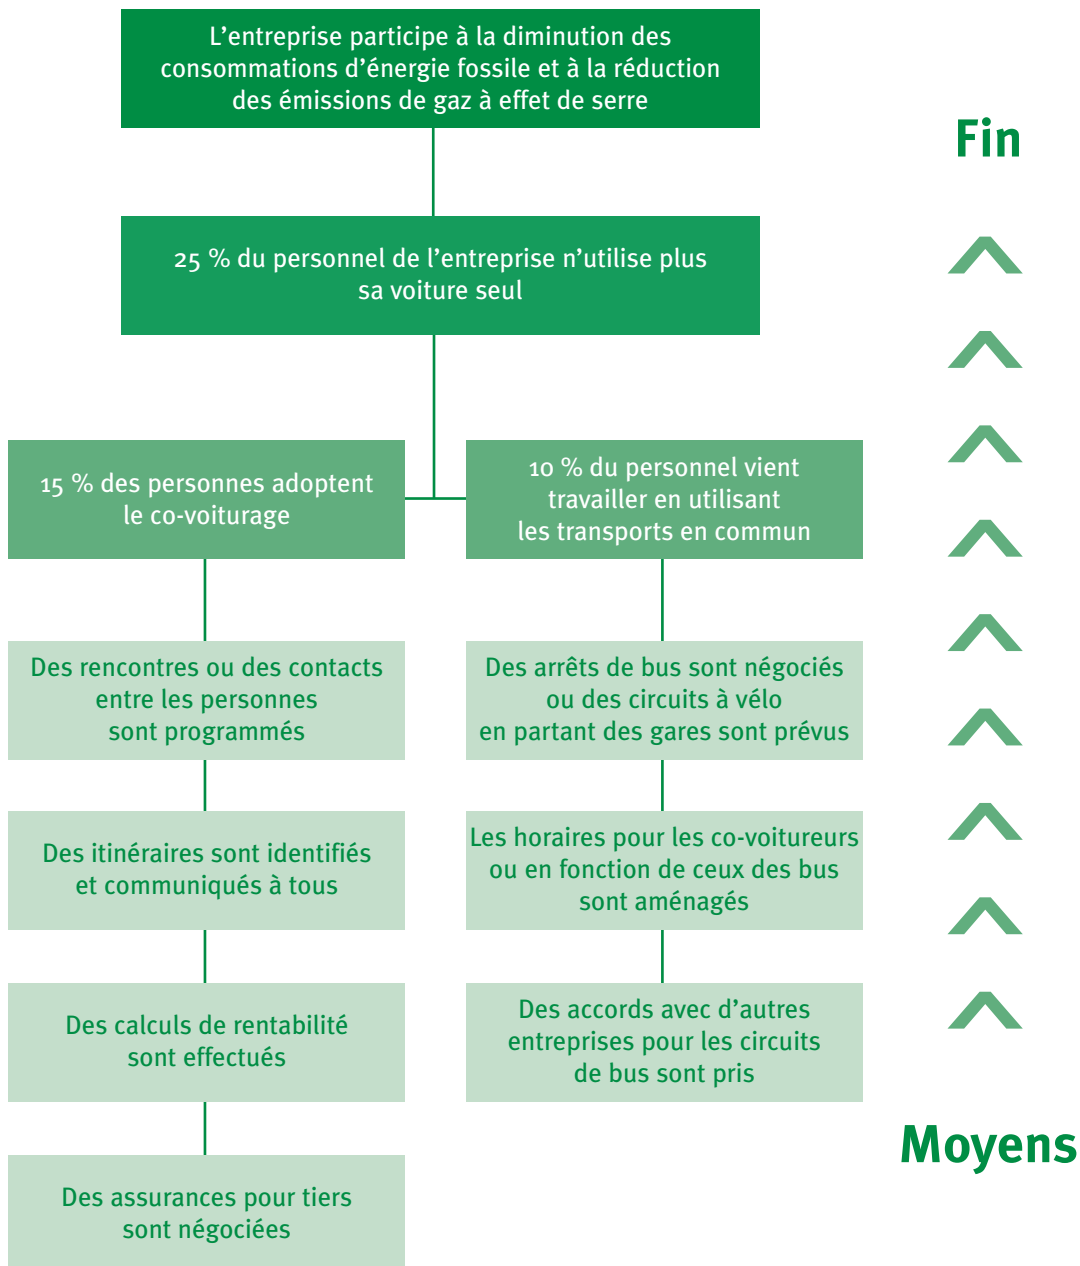 L’entreprise participe à la diminution des
consommations d’énergie fossile et à la réduction
des émissions de gaz à effet de serre
Fin
25 % du personnel de l’entreprise n’utilise plus
sa voiture seul
15 % des personnes adoptent
le co-voiturage
10 % du personnel vient
travailler en utilisant
les transports en commun
Des rencontres ou des contacts
entre les personnes
sont programmés
Des arrêts de bus sont négociés
ou des circuits à vélo
en partant des gares sont prévus
Des itinéraires sont identifiés
et communiqués à tous
Les horaires pour les co-voitureurs
ou en fonction de ceux des bus
sont aménagés
Des calculs de rentabilité
sont effectués
Des accords avec d’autres
entreprises pour les circuits
de bus sont pris
Moyens
Des assurances pour tiers
sont négociées